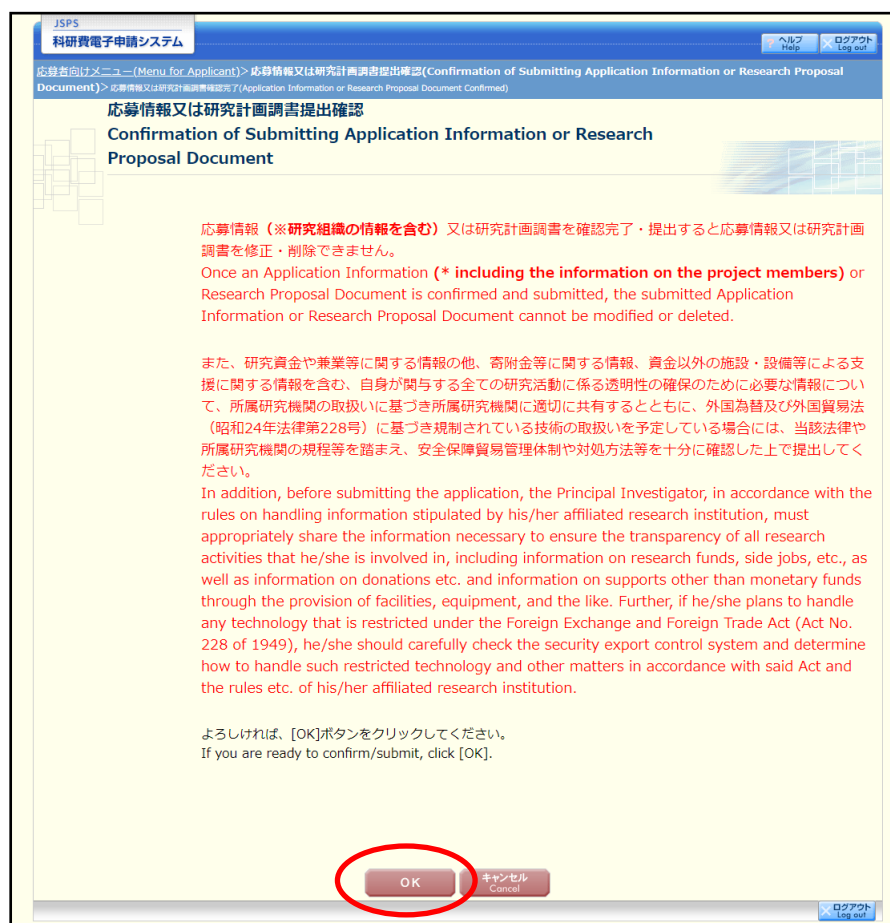 JSPS
科研費電子申請システム
? ヘルプ
Help
ログアウト
Log out
応募者向けメニュー(Menu for Applicant)>応募情報又は研究計画調書提出確認(Confirmation of Submitting Application Information or Research Proposal
Document)>応募情報又は研究計画調書確認完了(Application Information or Research Proposal Document Confirmed)
応募情報又は研究計画調書提出確認
Confirmation of Submitting Application Information or Research
Proposal Document
応募情報（※研究組織の情報を含む）又は研究計画調書を確認完了・提出すると応募情報又は研究計画
調書を修正・削除できません。
Once an Application Information (* including the information on the project members) or
Research Proposal Document is confirmed and submitted, the submitted Application
Information or Research Proposal Document cannot be modified or deleted.
また、研究資金や兼業等に関する情報の他、寄附金等に関する情報、資金以外の施設・設備等による支
援に関する情報を含む、自身が関与する全ての研究活動に係る透明性の確保のために必要な情報につい
て、所属研究機関の取扱いに基づき所属研究機関に適切に共有するとともに、外国為替及び外国貿易法
（昭和24年法律第228号）に基づき規制されている技術の取扱いを予定している場合には、当該法律や
所属研究機関の規程等を踏まえ、安全保障貿易管理体制や対処方法等を十分に確認した上で提出してく
ださい。
In addition, before submitting the application, the Principal Investigator, in accordance with the
rules on handling information stipulated by his/her affiliated research institution, must
appropriately share the information necessary to ensure the transparency of all research
activities that he/she is involved in, including information on research funds, side jobs, etc., as
well as information on donations etc. and information on supports other than monetary funds
through the provision of facilities, equipment, and the like. Further, if he/she plans to handle
any technology that is restricted under the Foreign Exchange and Foreign Trade Act (Act No.
228 of 1949), he/she should carefully check the security export control system and determine
how to handle such restricted technology and other matters in accordance with said Act and
the rules etc. of his/her affiliated research institution.
よろしければ、[OK]ボタンをクリックしてください。
If you are ready to confirm/submit, click [OK].
OK
キャンセル
Cancel
ログアウト
Log out